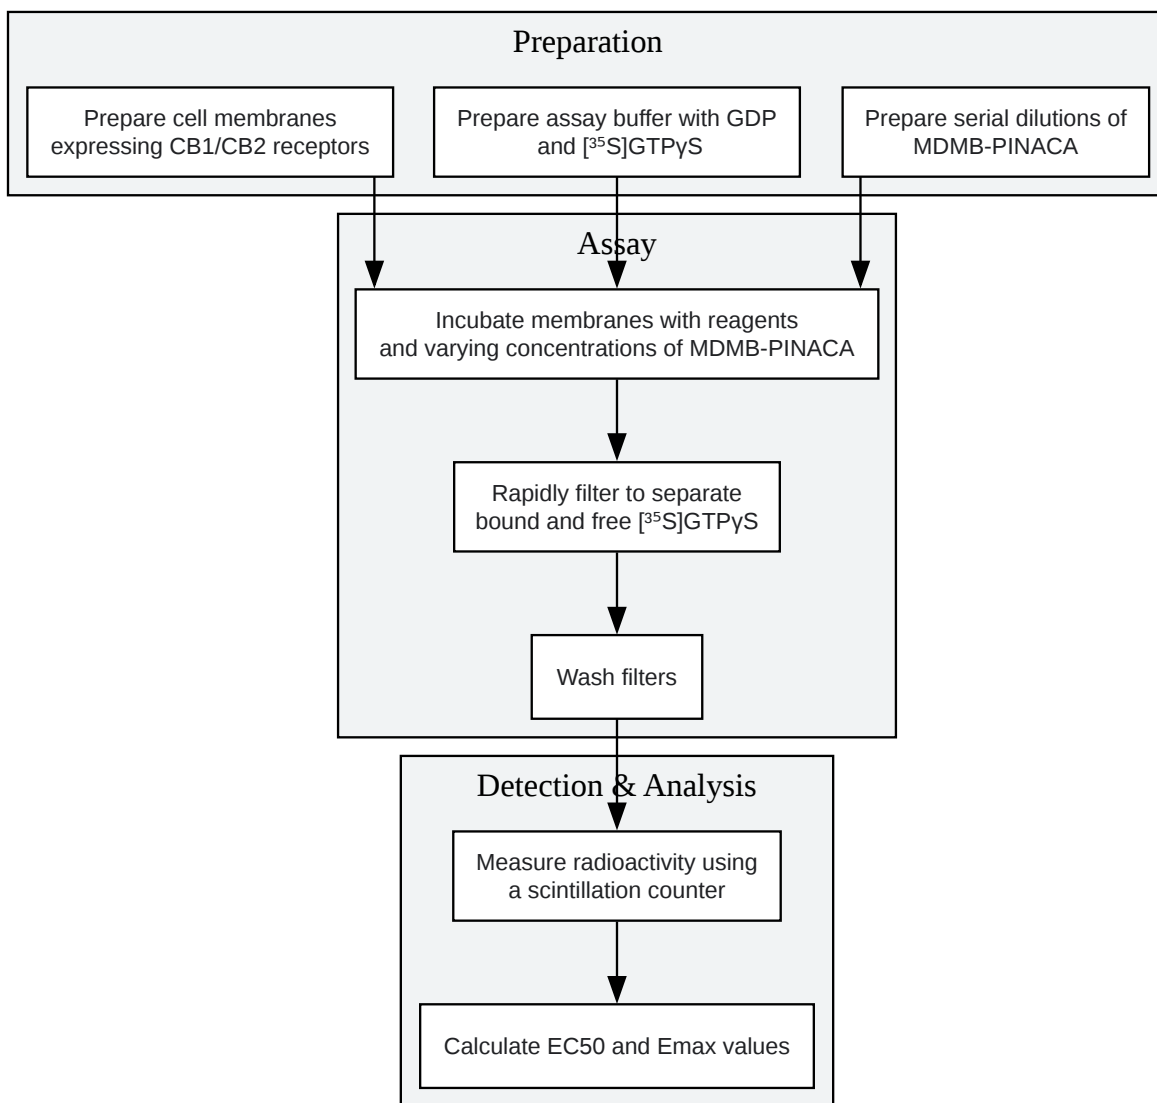 Preparation
Prepare cell membranes
expressing CB1/CB2 receptors
Prepare assay buffer with GDP
and [³⁵S]GTPγS
Prepare serial dilutions of
MDMB-PINACA
Assay
Incubate membranes with reagents
and varying concentrations of MDMB-PINACA
Rapidly filter to separate
bound and free [³⁵S]GTPγS
Wash filters
Detection & Analysis
Measure radioactivity using
a scintillation counter
Calculate EC50 and Emax values